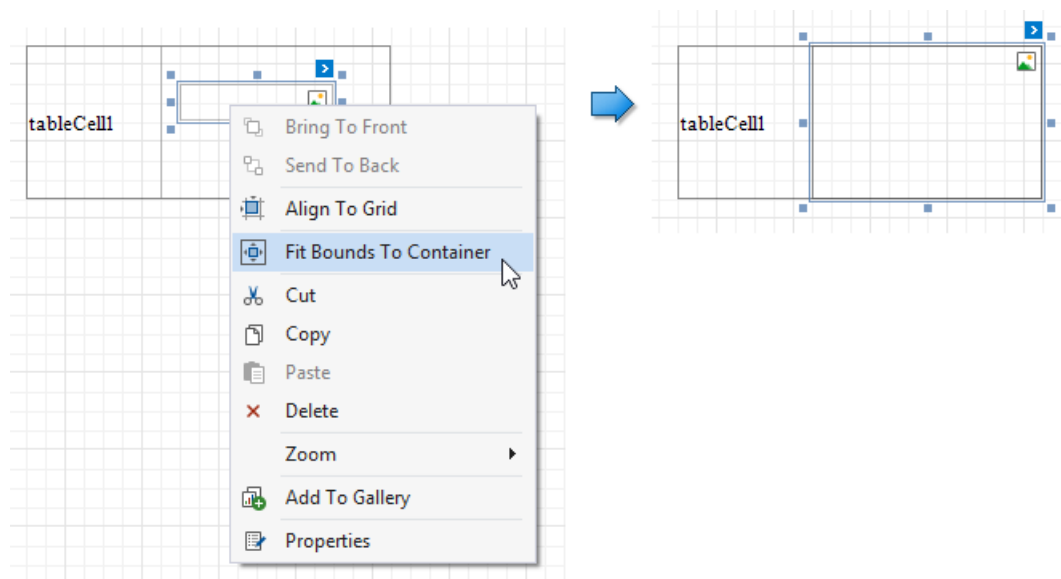 tableCell1
Bring To Front
Send To Back
Align To Grid
Fit Bounds To Container
Cut
Copy
Paste
Delete
Zoom
Add To Gallery
Properties
tableCell1